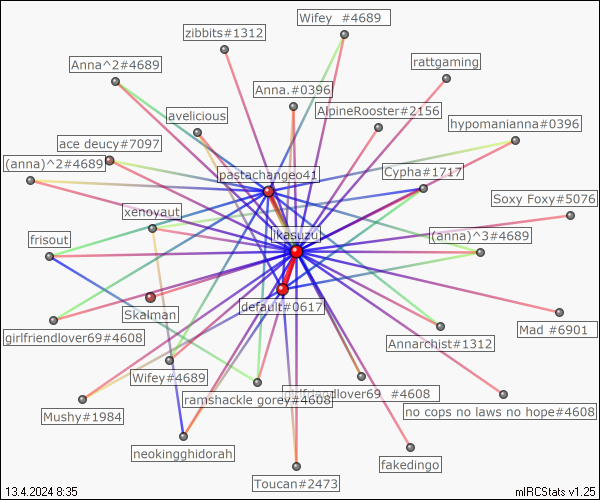 Wifey  #4689
zibbits#1312
Anna^2#4689
rattgaming
Anna.#0396
AlpineRooster#2156
avelicious
hypomanianna#0396
ace deucy#7097
(anna)^2#4689
pastachangeo41
Cypha#1717
Soxy Foxy#5076
xenoyaut
frisout
jkasuzu
(anna)^3#4689
default#0617
Skalman
Mad #6901
girlfriendlover69#4608
Annarchist#1312
Wifey#4689
girlfriendlover69_#4608
ramshackle gorey#4608
Mushy#1984
no cops no laws no hope#4608
neokingghidorah
fakedingo
Toucan#2473
13.4.2024 8:35
mIRCStats v1.25